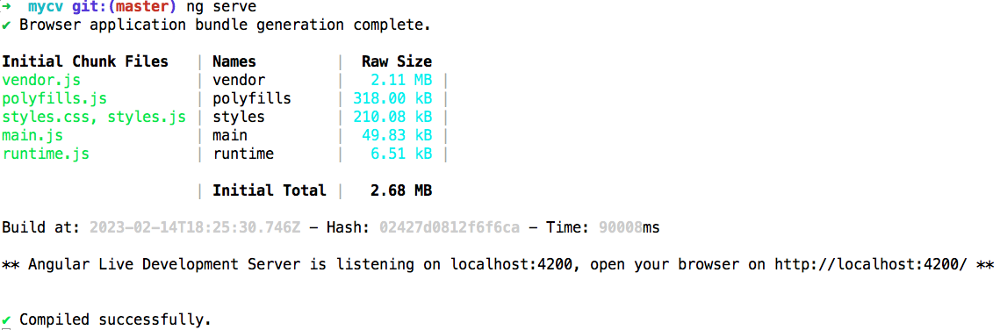 ➜  mycv git:(master) ng serve
✔ Browser application bundle generation complete.
Initial Chunk Files   | Names         |  Raw Size
vendor.js             | vendor        |   2.11 MB |
polyfills.js          | polyfills     | 318.00 kB |
styles.css, styles.js | styles        | 210.08 kB |
main.js               | main          |  49.83 kB |
runtime.js            | runtime       |   6.51 kB |
                      | Initial Total |   2.68 MB
Build at: 2023-02-14T18:25:30.746Z - Hash: 02427d0812f6f6ca - Time: 90008ms
** Angular Live Development Server is listening on localhost:4200, open your browser on http://localhost:4200/ **
✔ Compiled successfully.